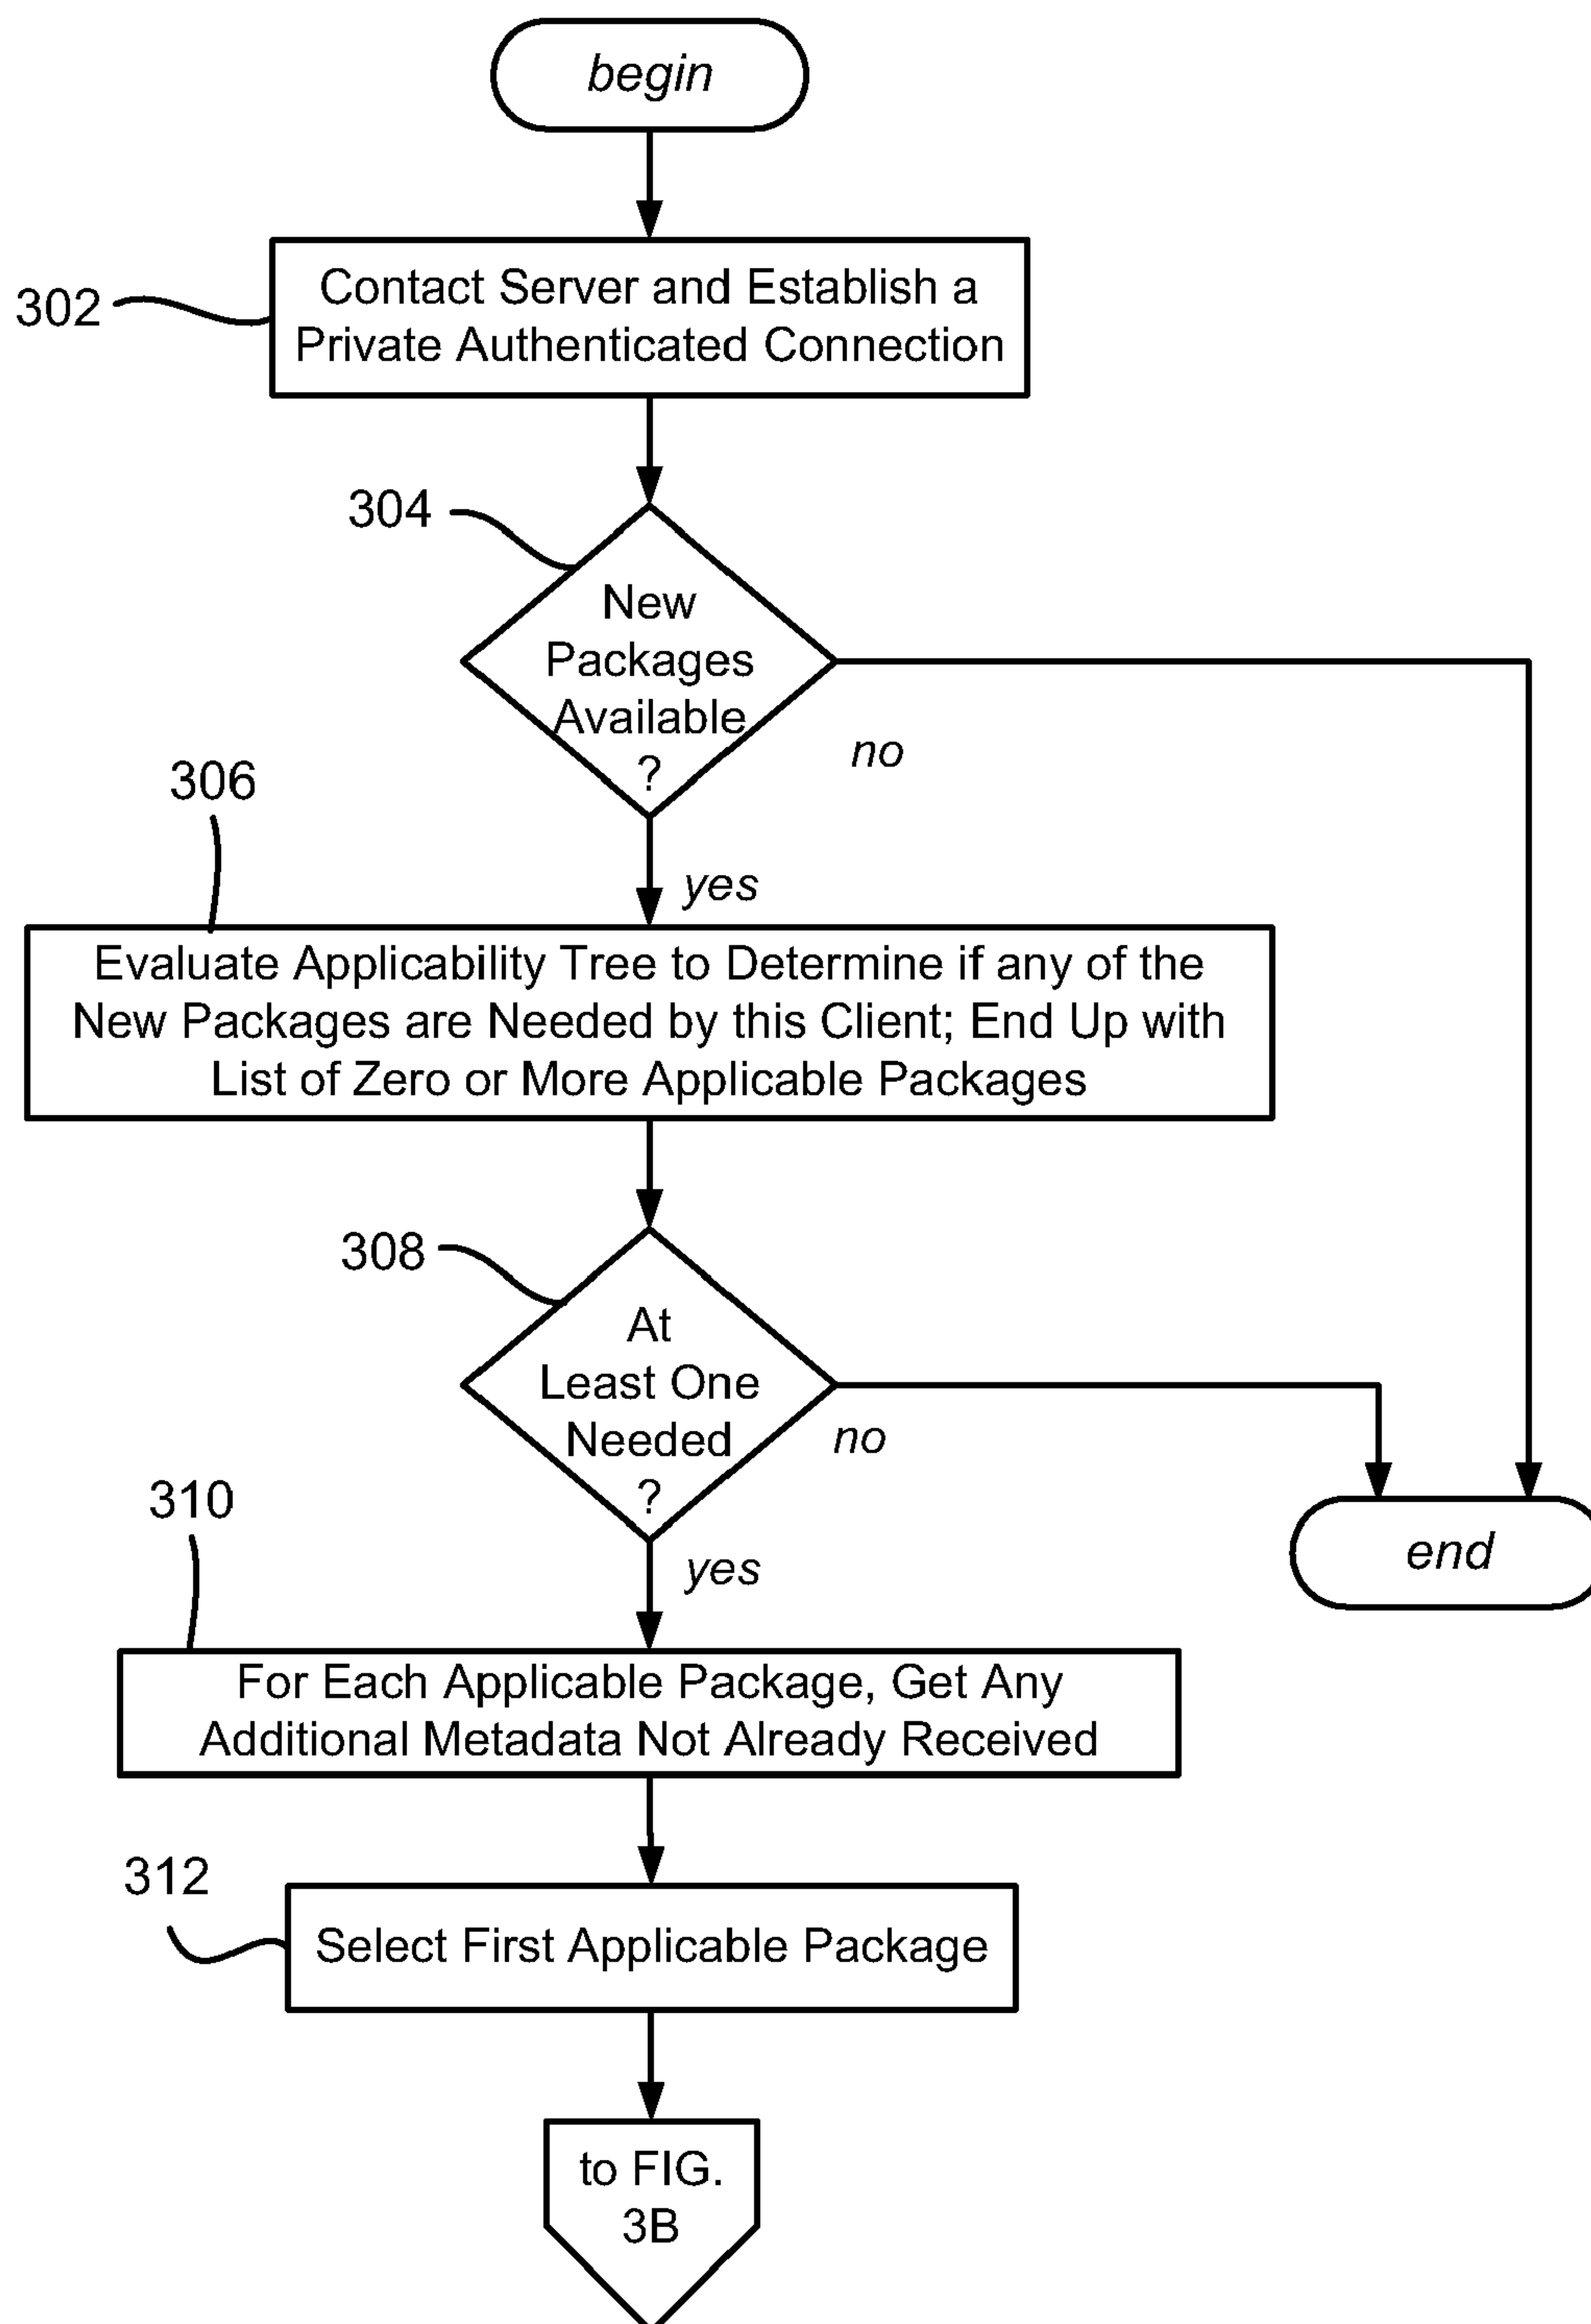 begin
302
Contact Server and Establish a
Private Authenticated Connection
304
New
Packages
Available
?
no
yes
306
Evaluate Applicability Tree to Determine if any of the
New Packages are Needed by this Client; End Up with
List of Zero or More Applicable Packages
308
At
Least One
Needed
?
no
yes
end
310
For Each Applicable Package, Get Any
Additional Metadata Not Already Received
312
Select First Applicable Package
to FIG.
3B